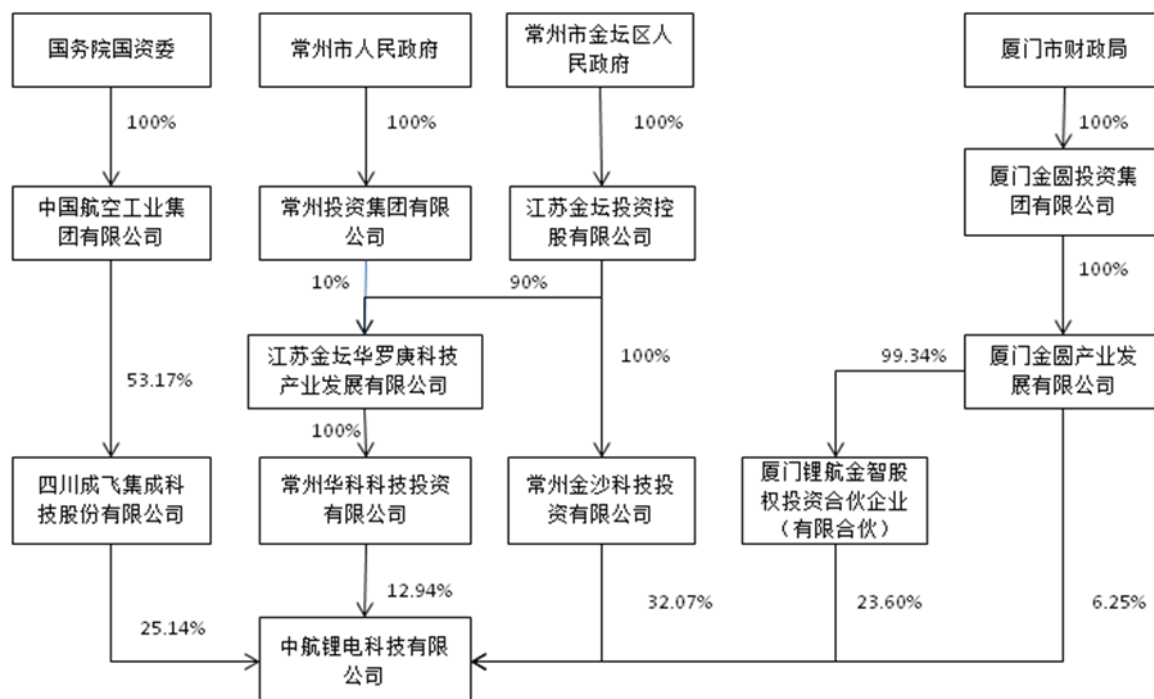 国务院国资委
常州市人民政府
常州市金坛区人
民政府
厦门市财政局
100%
100%
100%
100%
中国航空工业集
团有限公司
常州投资集团有限
公司
江苏金坛投资控
股有限公司
厦门金圆投资集
团有限公司
10%
90%
100%
53.17%
江苏金坛华罗庚科技
产业发展有限公司
100%
99.34%
厦门金圆产业发
展有限公司
100%
四川成飞集成科
技股份有限公司
常州华科科技投资
有限公司
常州金沙科技投
资有限公司
厦门锂航金智股
权投资合伙企业
（有限合伙）
25.14%
12.94%
32.07%
23.60%
6.25%
中航锂电科技有限
公司